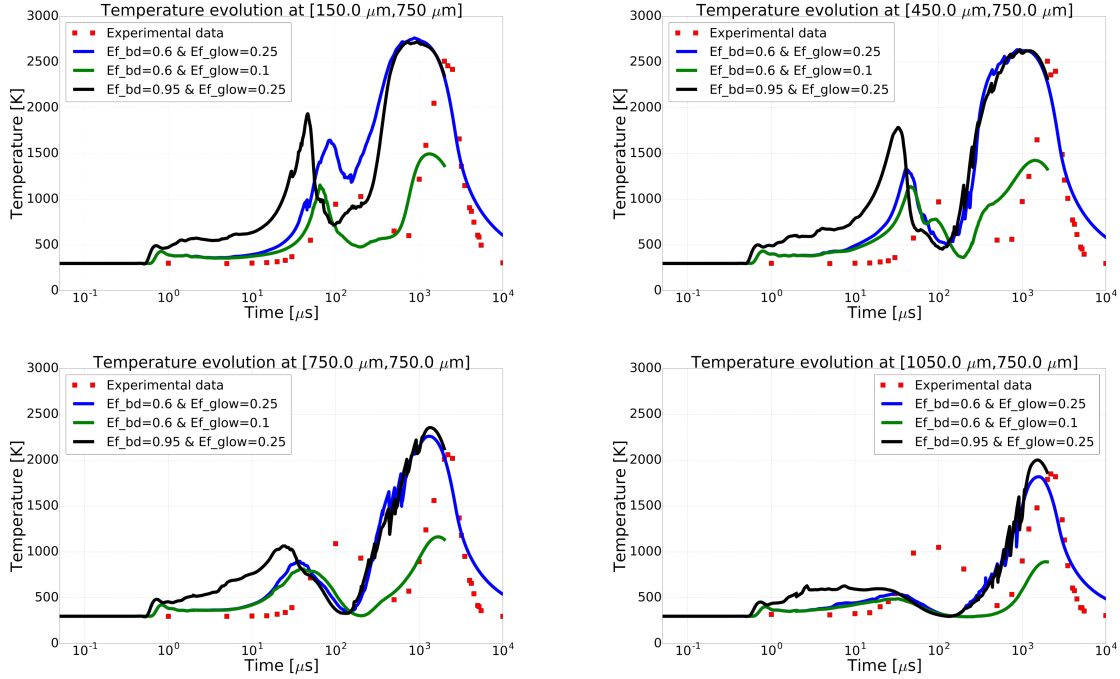 Temperature evolution at [150.0 μm,750 μm]
Temperature [K]
3000
2500
2000
1500
1000
500
0
Experimental data
Ef_bd=0.6 & Ef_glow=0.25
Ef_bd=0.6 & Ef_glow=0.1
Ef_bd=0.95 & Ef_glow=0.25
10^-1 10^0 10^1 10^2 10^3 10^4
Time [μs]
Temperature evolution at [450.0 μm,750.0 μm]
Temperature [K]
3000
2500
2000
1500
1000
500
0
Experimental data
Ef_bd=0.6 & Ef_glow=0.25
Ef_bd=0.6 & Ef_glow=0.1
Ef_bd=0.95 & Ef_glow=0.25
10^-1 10^0 10^1 10^2 10^3 10^4
Time [μs]
Temperature evolution at [750.0 μm,750.0 μm]
Temperature [K]
3000
2500
2000
1500
1000
500
0
Experimental data
Ef_bd=0.6 & Ef_glow=0.25
Ef_bd=0.6 & Ef_glow=0.1
Ef_bd=0.95 & Ef_glow=0.25
10^-1 10^0 10^1 10^2 10^3 10^4
Time [μs]
Temperature evolution at [1050.0 μm,750.0 μm]
Temperature [K]
3000
2500
2000
1500
1000
500
0
Experimental data
Ef_bd=0.6 & Ef_glow=0.25
Ef_bd=0.6 & Ef_glow=0.1
Ef_bd=0.95 & Ef_glow=0.25
10^-1 10^0 10^1 10^2 10^3 10^4
Time [μs]